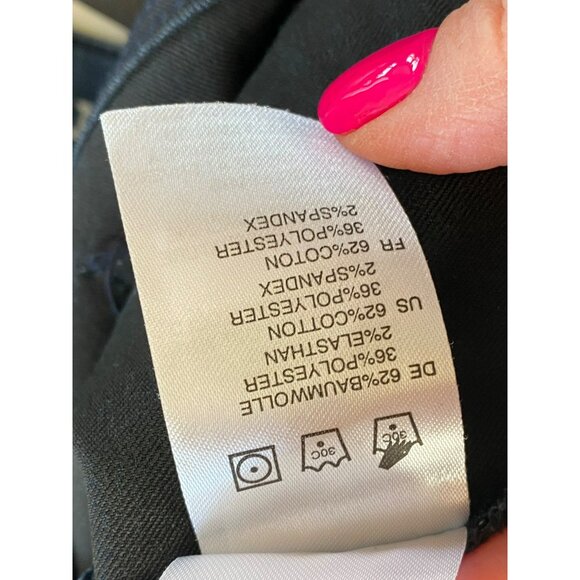 30C 30C
DE 62%BAUMWOLLE
36%POLYESTER
2%ELASTHAN
US 62%COTTON
36%POLYESTER
2%SPANDEX
FR 62%COTON
36%POLYESTER
2%SPANDEX